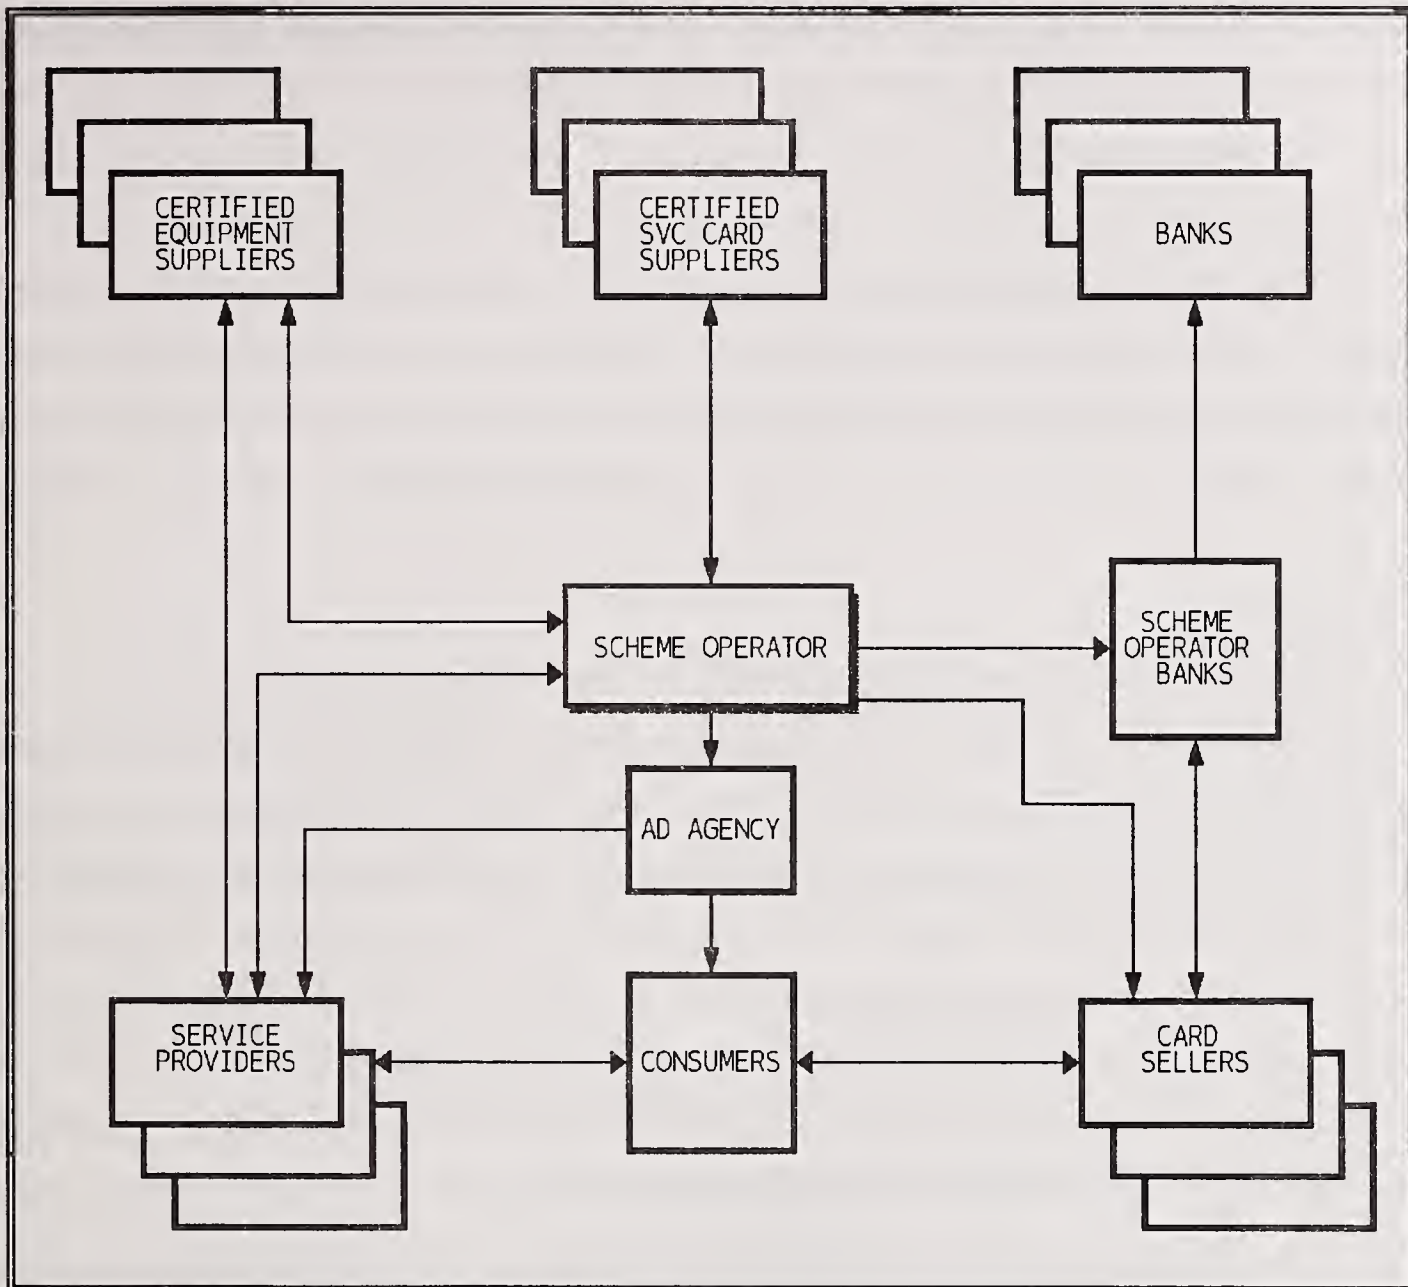 CERTIFIED
EQUIPMENT
SUPPLIERS
CERTIFIED
SVC CARD
SUPPLIERS
BANKS
SCHEME OPERATOR
SCHEME
OPERATOR
BANKS
AD AGENCY
SERVICE
PROVIDERS
CONSUMERS
CARD
SELLERS